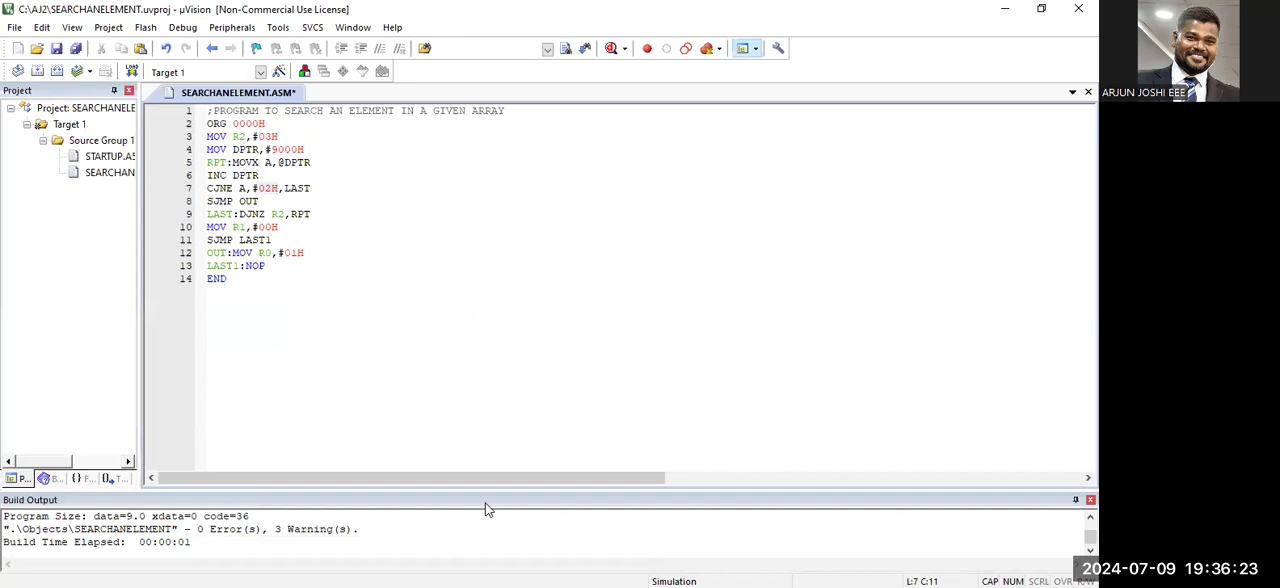 C:\AJ2\SEARCHANELEMENT.uvproj - µVision [Non-Commercial Use License]
File Edit View Project Flash Debug Peripherals Tools SVCS Window Help
LOAD Target 1
Project
SEARCHANELEMENT.ASM*
Project: SEARCHANELE
Target 1
Source Group 1
STARTUP.AS
SEARCHAN
1 ;PROGRAM TO SEARCH AN ELEMENT IN A GIVEN ARRAY
2 ORG 0000H
3 MOV R2,#03H
4 MOV DPTR,#9000H
5 RPT:MOVX A,@DPTR
6 INC DPTR
7 CJNE A,#02H,LAST
8 SJMP OUT
9 LAST:DJNZ R2,RPT
10 MOV R1,#00H
11 SJMP LAST1
12 OUT:MOV R0,#01H
13 LAST1:NOP
14 END
P... B... {} F... T...
Build Output
Program Size: data=9.0 xdata=0 code=36
".\Objects\SEARCHANELEMENT" - 0 Error(s), 3 Warning(s).
Build Time Elapsed: 00:00:01
Simulation L:7 C:11 CAP NUM SCRL OVR R/W
ARJUN JOSHI EEE
2024-07-09 19:36:23